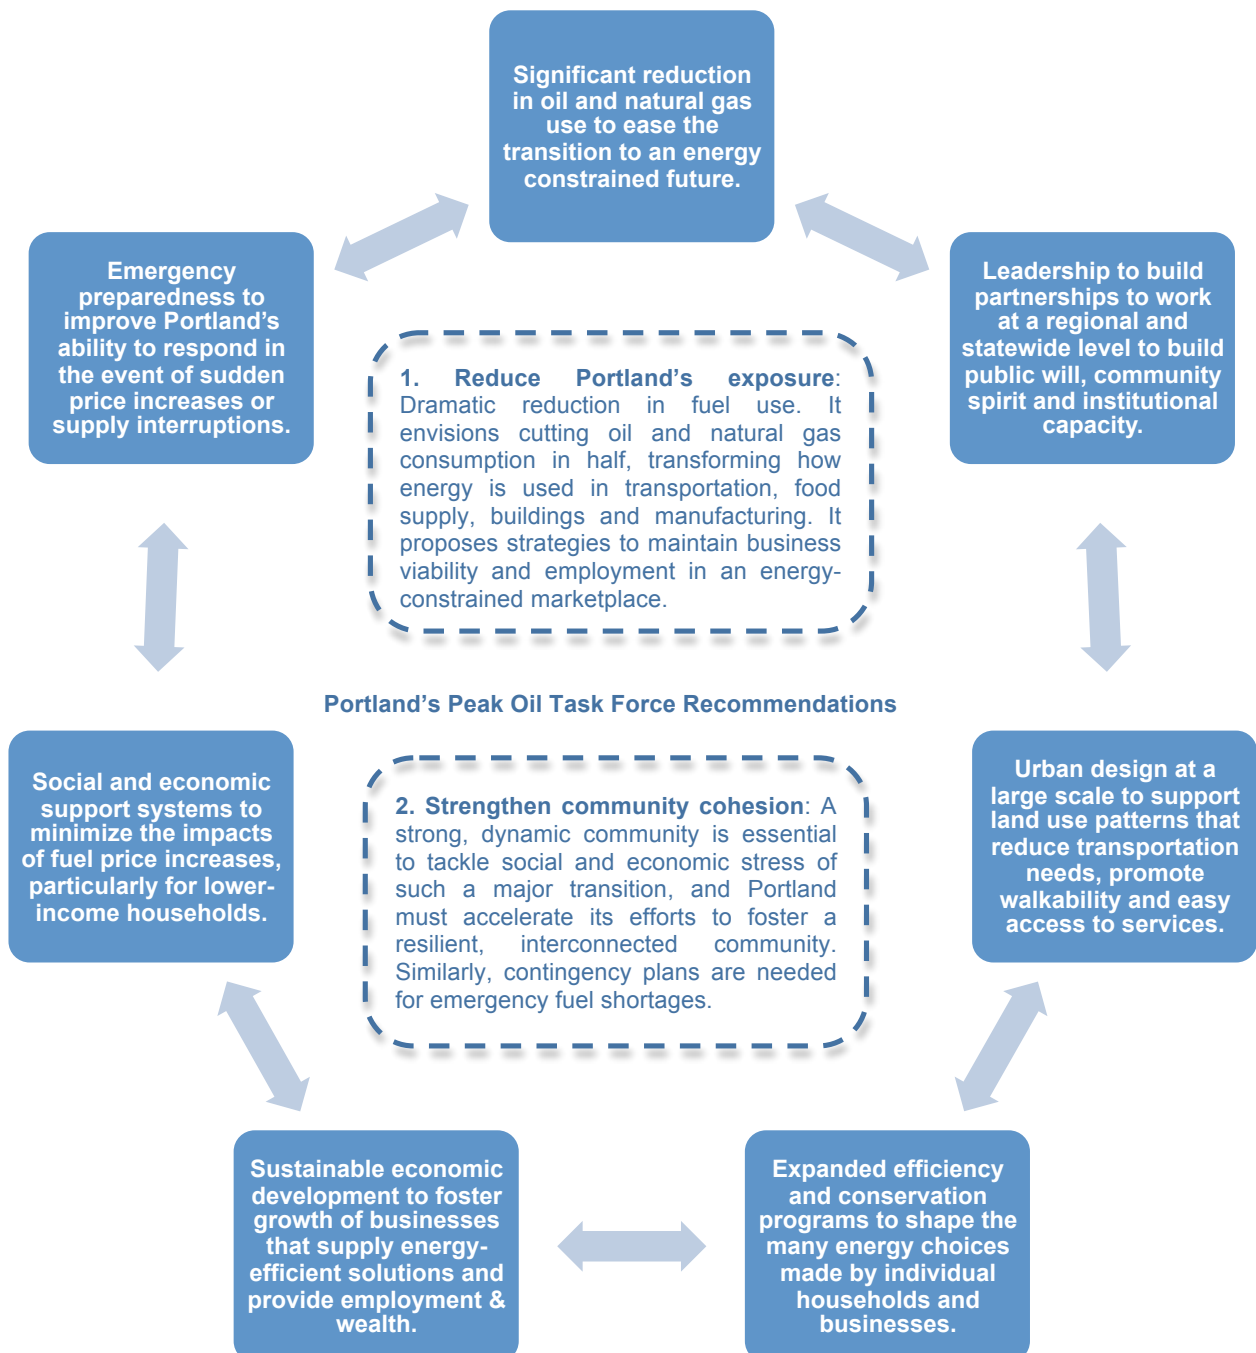 Significant reduction
in oil and natural gas
use to ease the
transition to an energy
constrained future.
Emergency
preparedness to
improve Portland’s
ability to respond in
the event of sudden
price increases or
supply interruptions.
Leadership to build
partnerships to work
at a regional and
statewide level to build
public will, community
spirit and institutional
capacity.
1. Reduce Portland’s exposure:
Dramatic reduction in fuel use. It
envisions cutting oil and natural gas
consumption in half, transforming how
energy is used in transportation, food
supply, buildings and manufacturing. It
proposes strategies to maintain business
viability and employment in an energy-
constrained marketplace.
Portland’s Peak Oil Task Force Recommendations
Social and economic
support systems to
minimize the impacts
of fuel price increases,
particularly for lower-
income households.
2. Strengthen community cohesion: A
strong, dynamic community is essential
to tackle social and economic stress of
such a major transition, and Portland
must accelerate its efforts to foster a
resilient, interconnected community.
Similarly, contingency plans are needed
for emergency fuel shortages.
Urban design at a
large scale to support
land use patterns that
reduce transportation
needs, promote
walkability and easy
access to services.
Sustainable economic
development to foster
growth of businesses
that supply energy-
efficient solutions and
provide employment &
wealth.
Expanded efficiency
and conservation
programs to shape the
many energy choices
made by individual
households and
businesses.